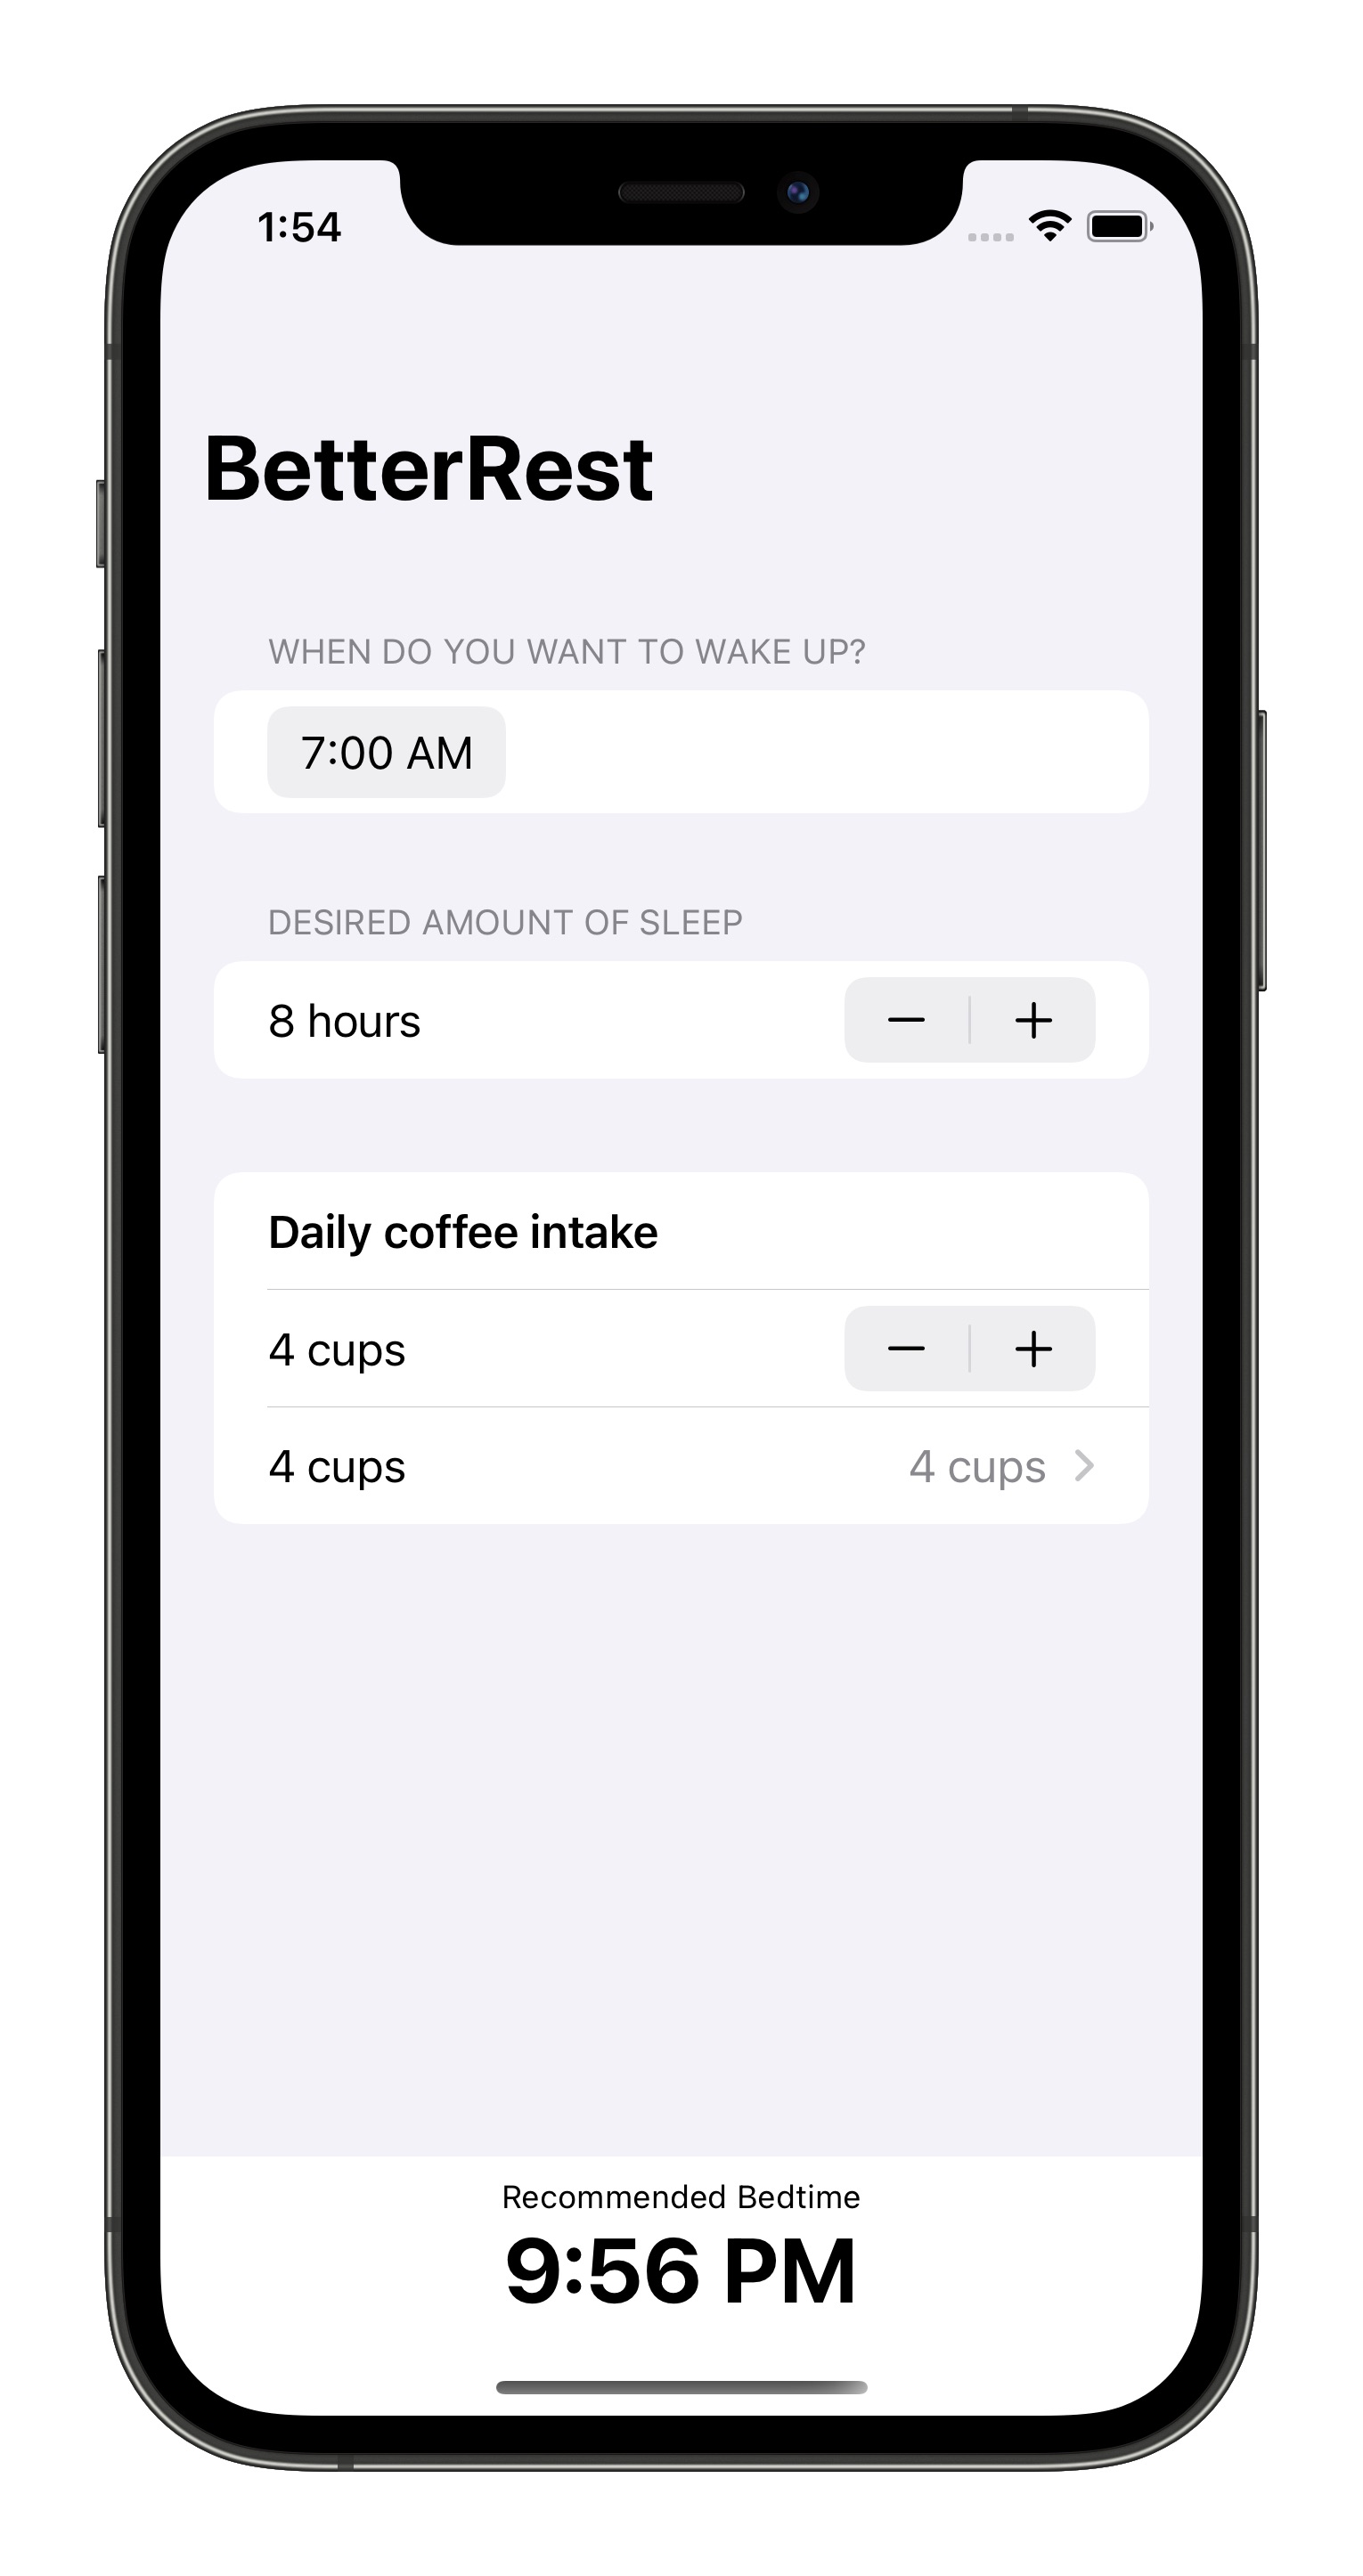 1:54
BetterRest
WHEN DO YOU WANT TO WAKE UP?
7:00 AM
DESIRED AMOUNT OF SLEEP
8 hours
Daily coffee intake
4 cups
4 cups 4 cups
Recommended Bedtime
9:56 PM